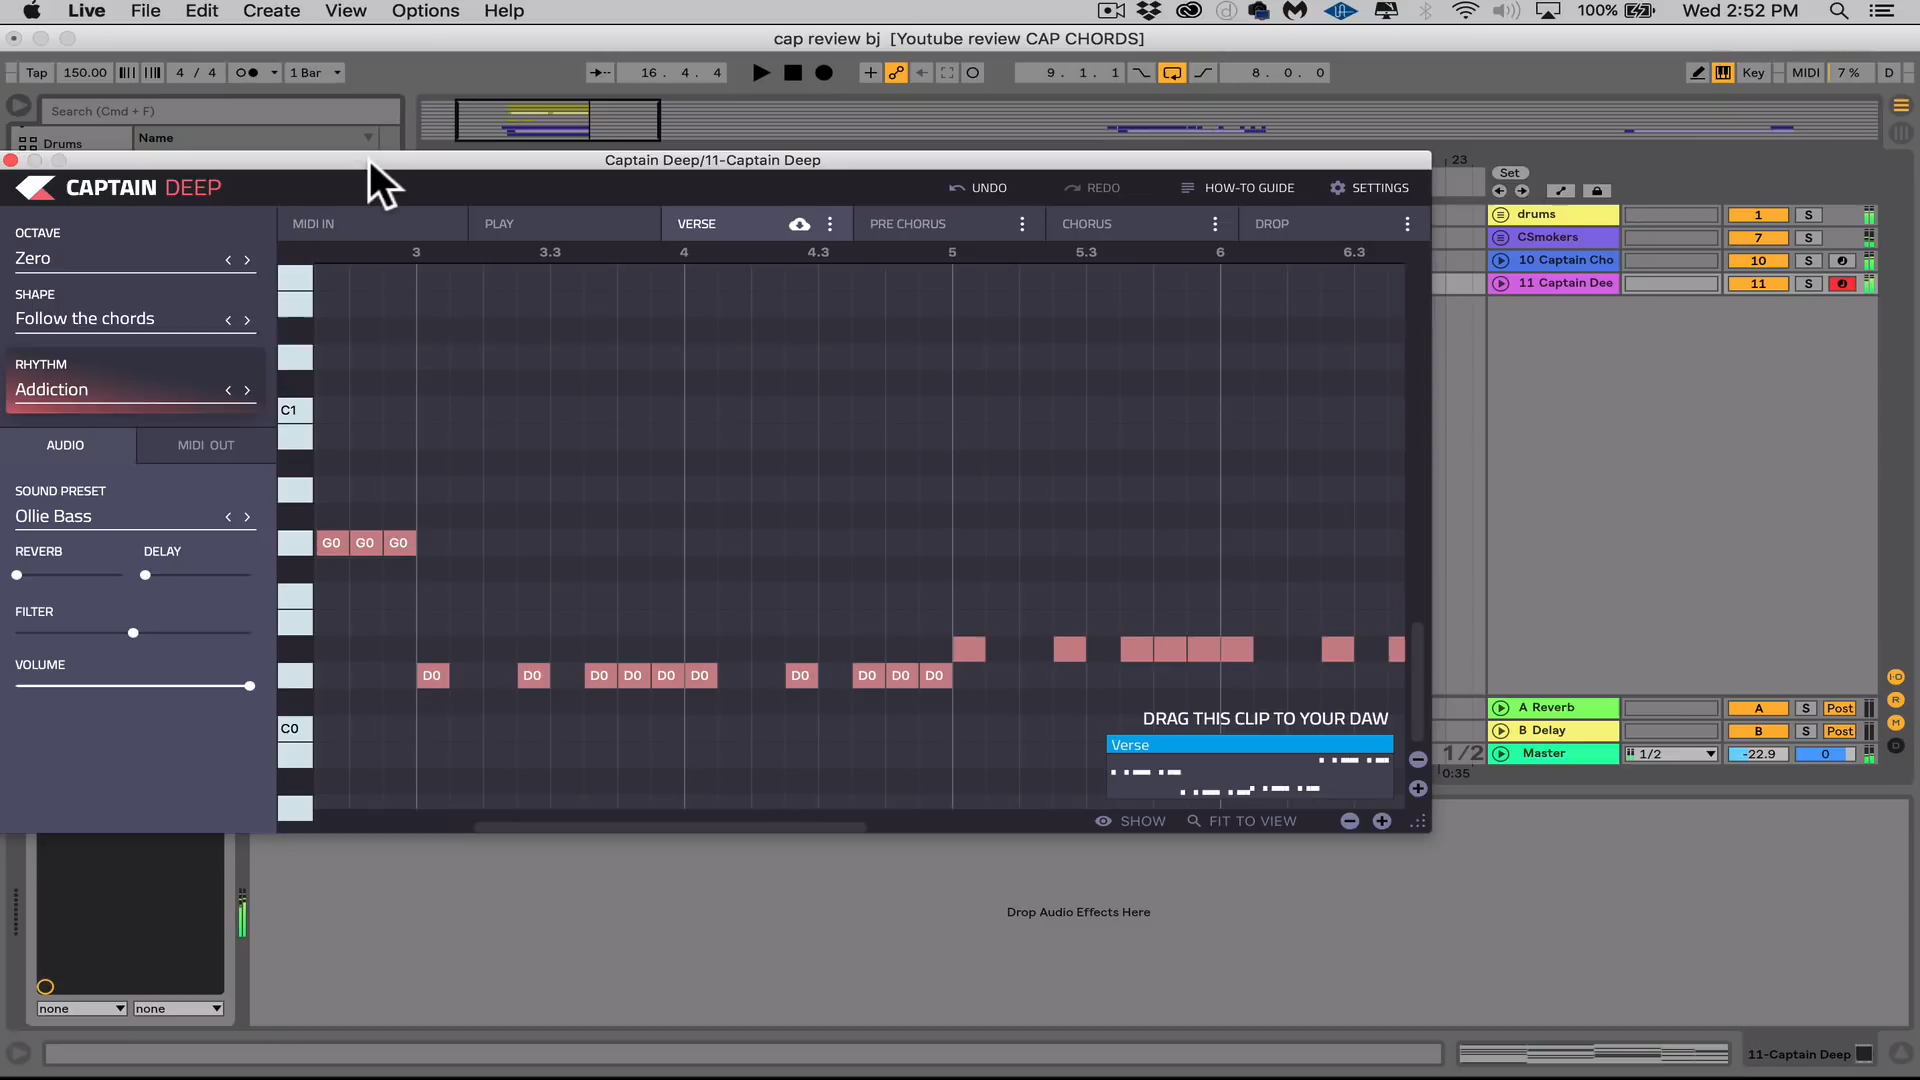 Live File Edit Create View Options Help 100% Wed 2:52 PM
cap review bj [Youtube review CAP CHORDS]
Tap 150.00 4 / 4 1 Bar 16. 4. 4 9. 1. 1 8. 0. 0 Key MIDI 7 % D
Search (Cmd + F)
Drums Name
Captain Deep/11-Captain Deep 23
Set
CAPTAIN DEEP UNDO REDO HOW-TO GUIDE SETTINGS
MIDI IN PLAY VERSE PRE CHORUS CHORUS DROP
3 3.3 4 4.3 5 5.3 6 6.3
OCTAVE
Zero
SHAPE
Follow the chords
RHYTHM
Addiction
AUDIO MIDI OUT
SOUND PRESET
Ollie Bass
REVERB DELAY
FILTER
VOLUME
C1
G0 G0 G0
D0 D0 D0 D0 D0 D0 D0 D0 D0 D0
C0
DRAG THIS CLIP TO YOUR DAW
Verse
SHOW FIT TO VIEW
drums 1 S
CSmokers 7 S
10 Captain Cho 10 S
11 Captain Dee 11 S
A Reverb A S Post
B Delay B S Post
1/2 Master 1/2 -22.9 0
0:35
I-O
R
M
D
Drop Audio Effects Here
none none
11-Captain Deep